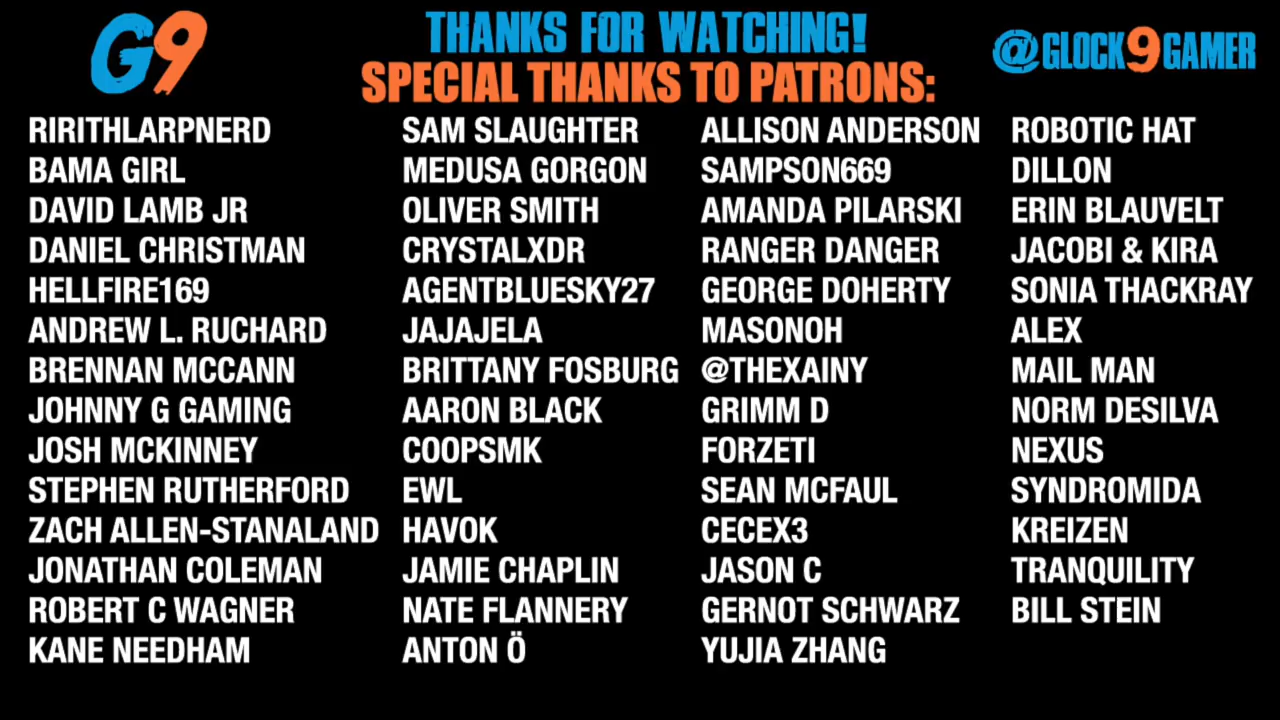 G9
THANKS FOR WATCHING!
SPECIAL THANKS TO PATRONS:
@GLOCK9GAMER
RIRITHLARPNERD
BAMA GIRL
DAVID LAMB JR
DANIEL CHRISTMAN
HELLFIRE169
ANDREW L. RUCHARD
BRENNAN MCCANN
JOHNNY G GAMING
JOSH MCKINNEY
STEPHEN RUTHERFORD
ZACH ALLEN-STANALAND
JONATHAN COLEMAN
ROBERT C WAGNER
KANE NEEDHAM
SAM SLAUGHTER
MEDUSA GORGON
OLIVER SMITH
CRYSTALXDR
AGENTBLUESKY27
JAJAJELA
BRITTANY FOSBURG
AARON BLACK
COOPSMK
EWL
HAVOK
JAMIE CHAPLIN
NATE FLANNERY
ANTON Ö
ALLISON ANDERSON
SAMPSON669
AMANDA PILARSKI
RANGER DANGER
GEORGE DOHERTY
MASONOH
@THEXAINY
GRIMM D
FORZETI
SEAN MCFAUL
CECEX3
JASON C
GERNOT SCHWARZ
YUJIA ZHANG
ROBOTIC HAT
DILLON
ERIN BLAUVELT
JACOBI & KIRA
SONIA THACKRAY
ALEX
MAIL MAN
NORM DESILVA
NEXUS
SYNDROMIDA
KREIZEN
TRANQUILITY
BILL STEIN